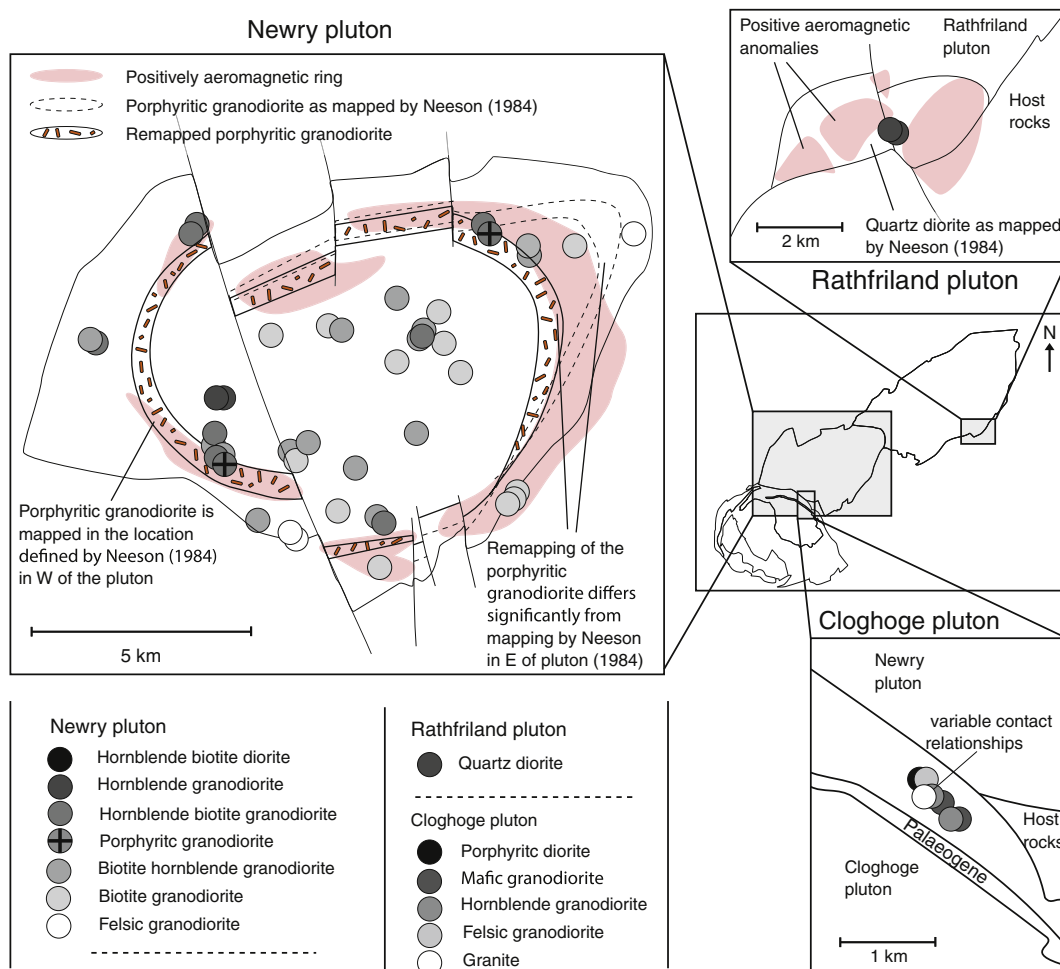 Newry pluton
Positively aeromagnetic ring
Porphyritic granodiorite as mapped by Neeson (1984)
Remapped porphyritic granodiorite
Porphyritic granodiorite is
mapped in the location
defined by Neeson (1984)
in W of the pluton
Remapping of the
porphyritic
granodiorite differs
significantly from
mapping by Neeson
in E of pluton (1984)
5 km
Positive aeromagnetic
anomalies
Rathfriland
pluton
Host
rocks
Quartz diorite as mapped
by Neeson (1984)
2 km
Rathfriland pluton
N
Cloghoge pluton
Newry
pluton
variable contact
relationships
Host
rocks
Palaeogene
Cloghoge
pluton
1 km
Newry pluton
Hornblende biotite diorite
Hornblende granodiorite
Hornblende biotite granodiorite
Porphyritc granodiorite
Biotite hornblende granodiorite
Biotite granodiorite
Felsic granodiorite
Rathfriland pluton
Quartz diorite
Cloghoge pluton
Porphyritc diorite
Mafic granodiorite
Hornblende granodiorite
Felsic granodiorite
Granite